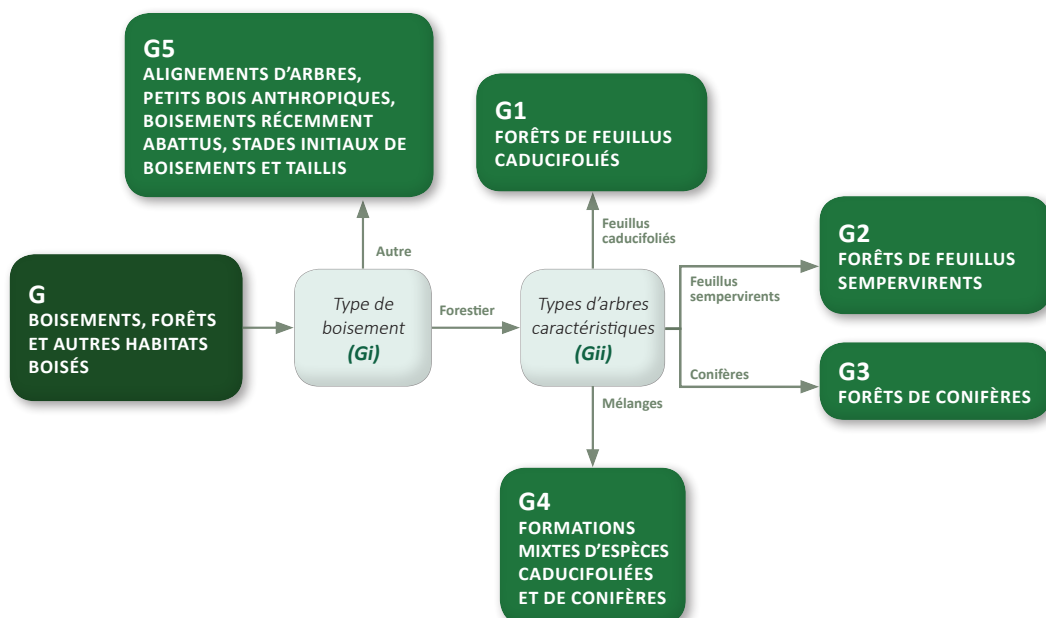 G5
ALIGNEMENTS D’ARBRES,
PETITS BOIS ANTHROPIQUES,
BOISEMENTS RÉCEMMENT
ABATTUS, STADES INITIAUX DE
BOISEMENTS ET TAILLIS
G1
FORÊTS DE FEUILLUS
CADUCIFOLIÉS
Autre
Feuillus
caducifoliés
G
BOISEMENTS, FORÊTS
ET AUTRES HABITATS
BOISÉS
Type de
boisement
(Gi)
Forestier
Types d’arbres
caractéristiques
(Gii)
Feuillus
sempervirents
G2
FORÊTS DE FEUILLUS
SEMPERVIRENTS
Conifères
G3
FORÊTS DE CONIFÈRES
Mélanges
G4
FORMATIONS
MIXTES D’ESPÈCES
CADUCIFOLIÉES
ET DE CONIFÈRES